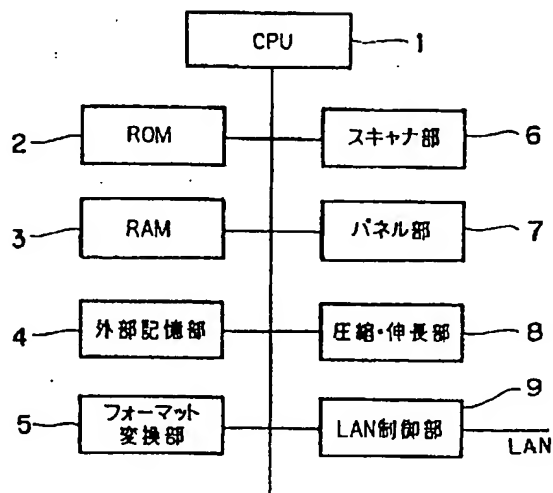 CPU
1
2
ROM
スキャナ部
6
3
RAM
パネル部
7
4
外部記憶部
圧縮・伸長部
8
5
フォーマット
変換部
LAN制御部
9
LAN